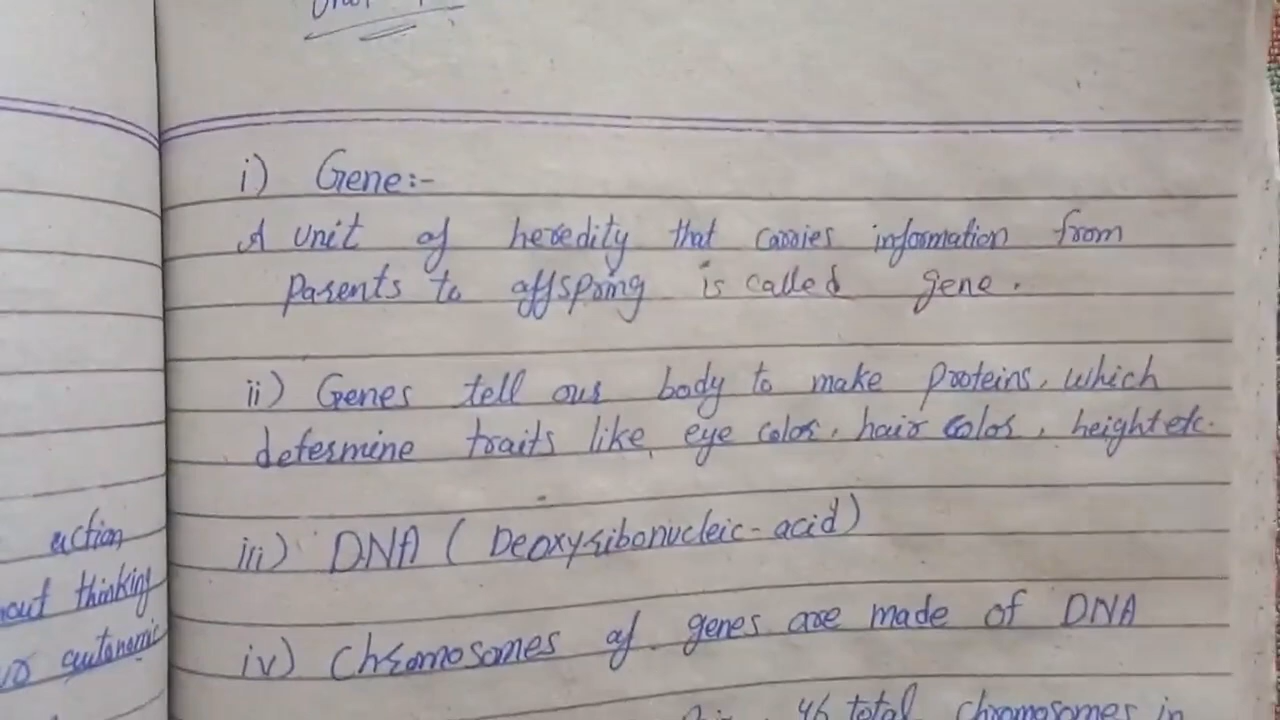 i) Gene:-
A unit of heredity that carries information from
parents to offspring is called gene.
ii) Genes tell our body to make proteins, which
determine traits like eye color, hair color, height etc.
iii) DNA ( Deoxyribonucleic-acid)
iv) Chromosomes of genes are made of DNA
46 total chromosomes in
action
thinking
autonomic